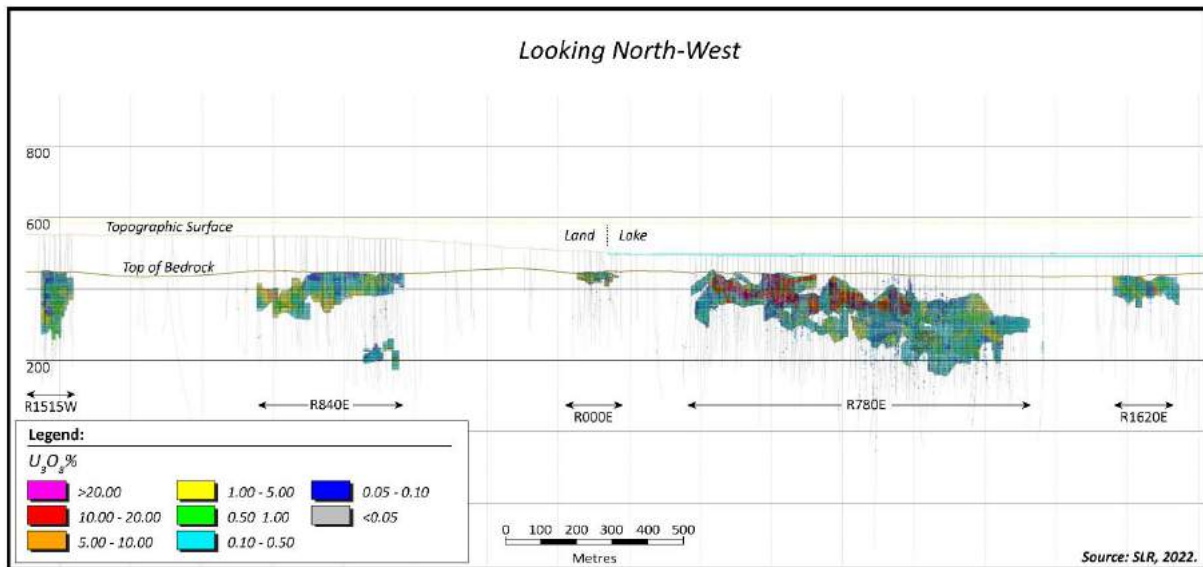 Looking North-West
800
600
Topographic Surface
Land
Lake
Top of Bedrock
200
R1515W
R840E
R000E
R780E
R1620E
Legend:
U₃O₈%
>20.00
1.00 - 5.00
0.05 - 0.10
10.00 - 20.00
0.50 1.00
<0.05
5.00 - 10.00
0.10 - 0.50
0 100 200 300 400 500
Metres
Source: SLR, 2022.